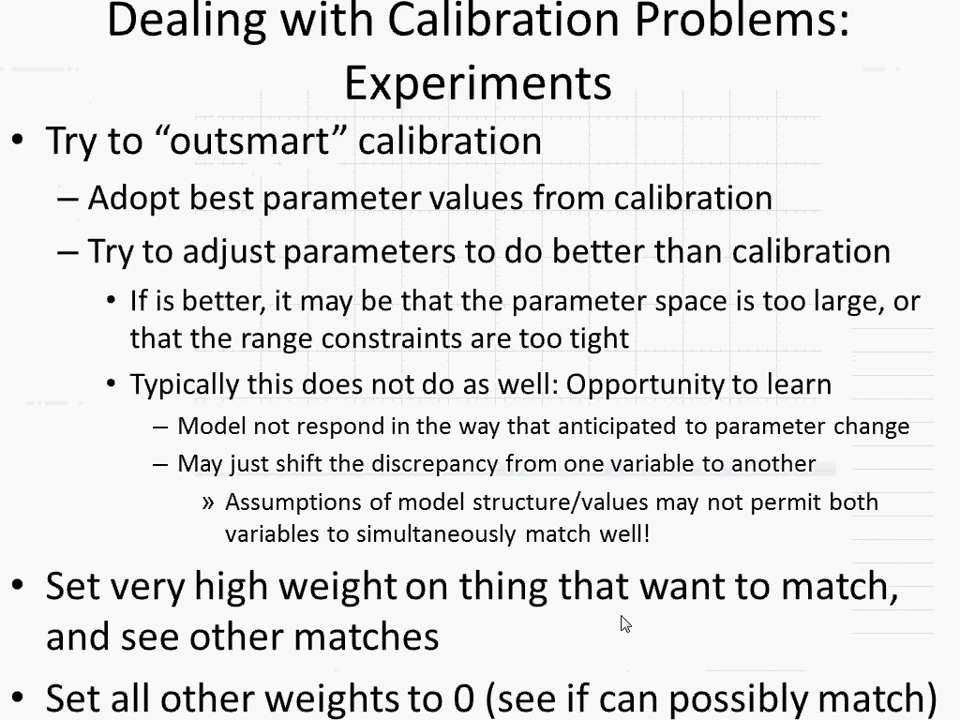 Dealing with Calibration Problems:
Experiments
• Try to “outsmart” calibration
– Adopt best parameter values from calibration
– Try to adjust parameters to do better than calibration
• If is better, it may be that the parameter space is too large, or
that the range constraints are too tight
• Typically this does not do as well: Opportunity to learn
– Model not respond in the way that anticipated to parameter change
– May just shift the discrepancy from one variable to another
» Assumptions of model structure/values may not permit both
variables to simultaneously match well!
• Set very high weight on thing that want to match,
and see other matches
• Set all other weights to 0 (see if can possibly match)